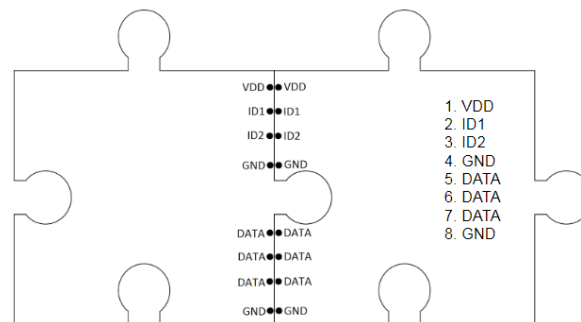 VDD VDD
ID1 ID1
ID2 ID2
GND GND
DATA DATA
DATA DATA
DATA DATA
GND GND
1. VDD
2. ID1
3. ID2
4. GND
5. DATA
6. DATA
7. DATA
8. GND